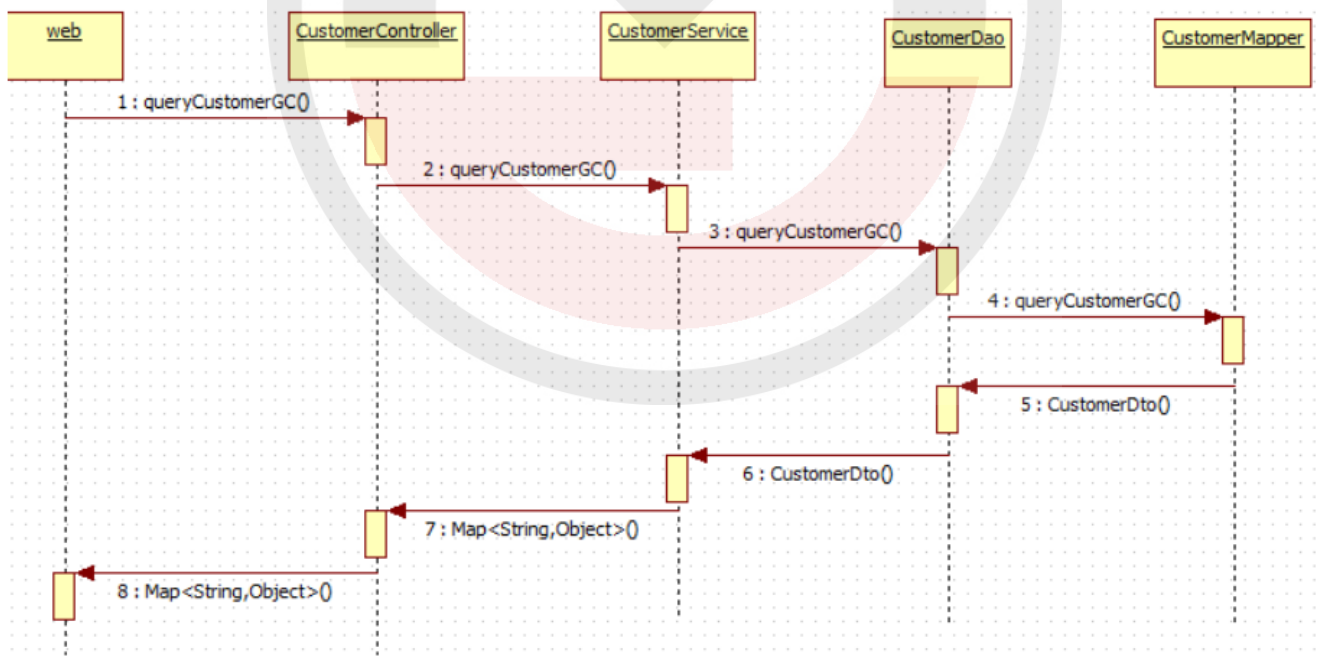 web
CustomerController
CustomerService
CustomerDao
CustomerMapper
1 : queryCustomerGC()
2 : queryCustomerGC()
3 : queryCustomerGC()
4 : queryCustomerGC()
5 : CustomerDto()
6 : CustomerDto()
7 : Map<String,Object>()
8 : Map<String,Object>()